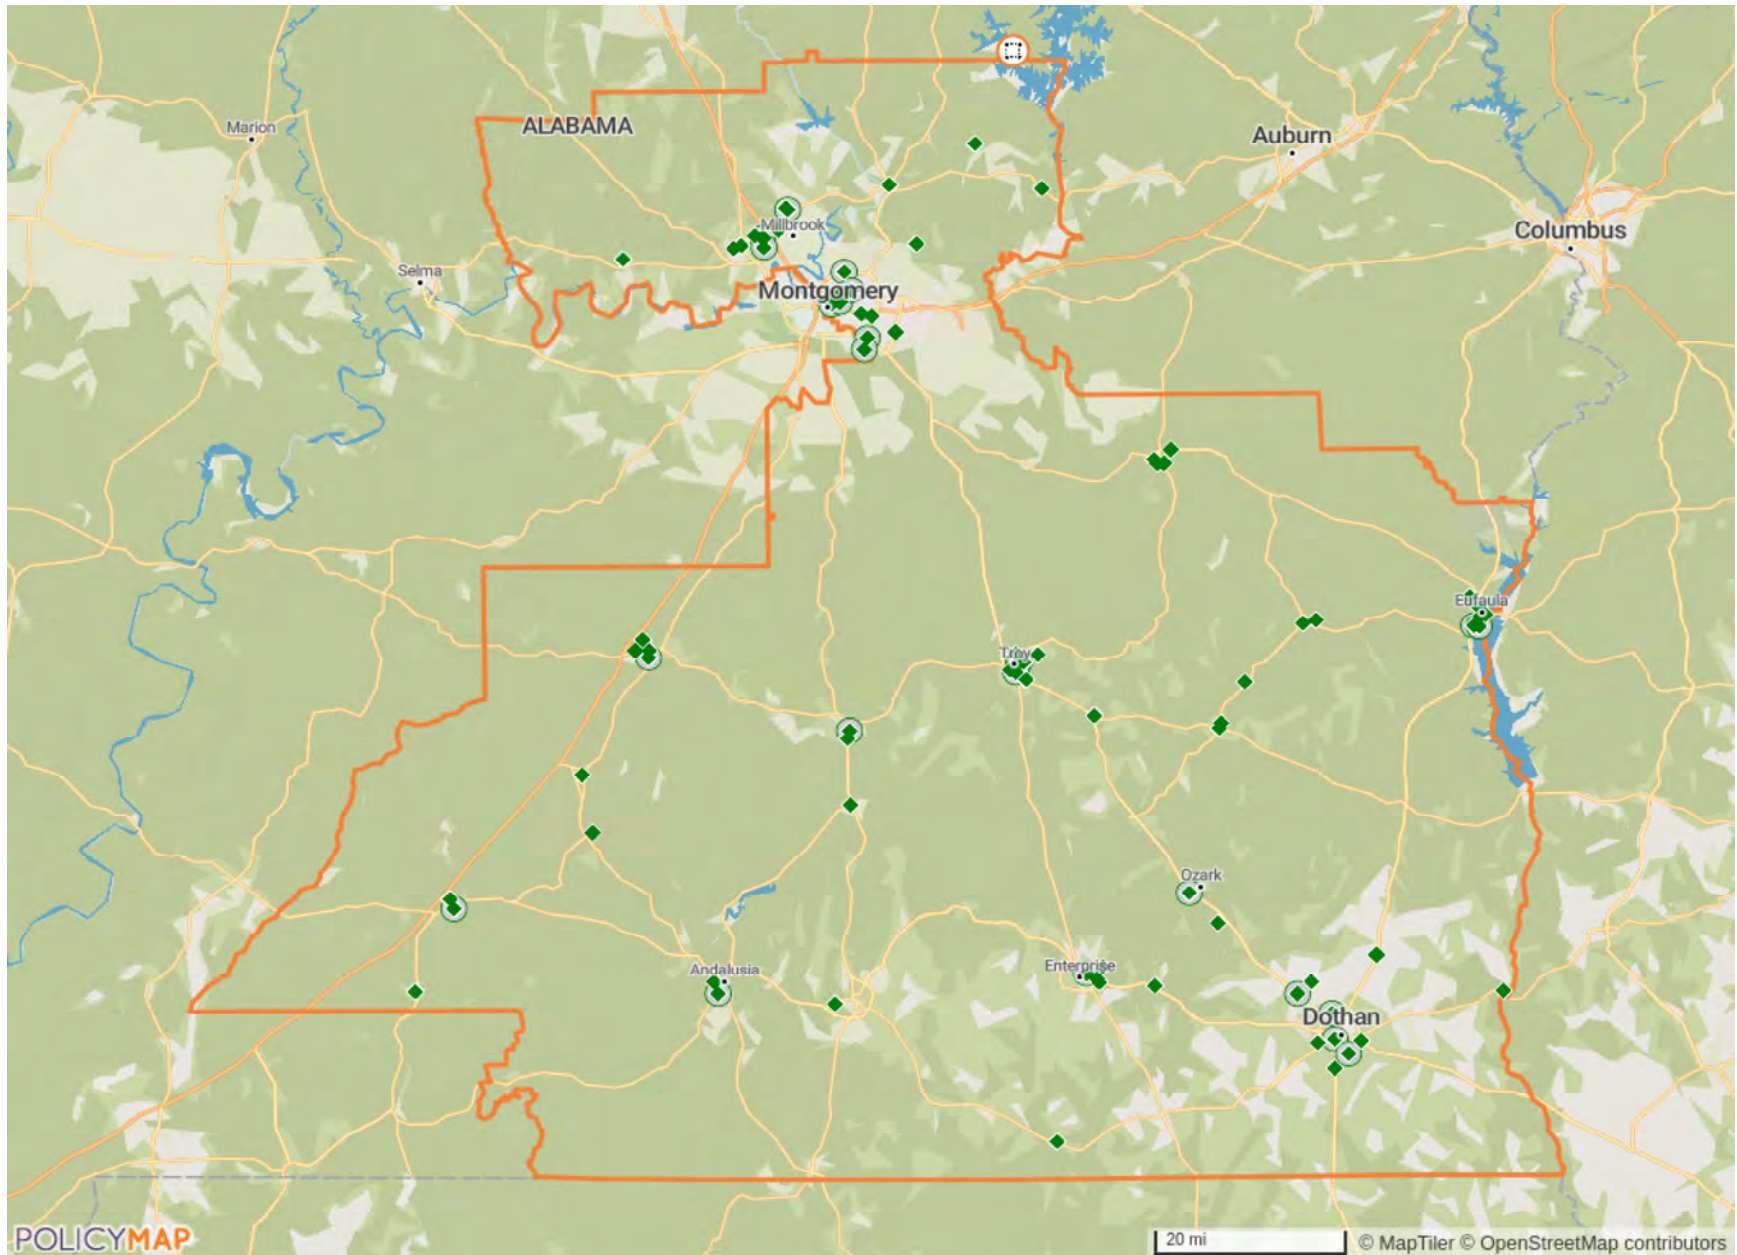 Marion
ALABAMA
Auburn
Millbrook
Columbus
Selma
Montgomery
Eufaula
Troy
Ozark
Andalusia
Enterprise
Dothan
POLICYMAP
20 mi
© MapTiler © OpenStreetMap contributors